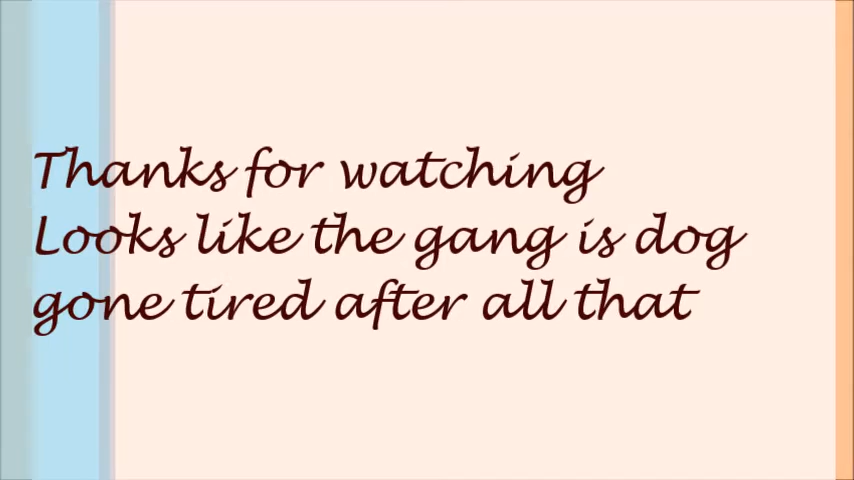 Thanks for watching
Looks like the gang is dog
gone tired after all that